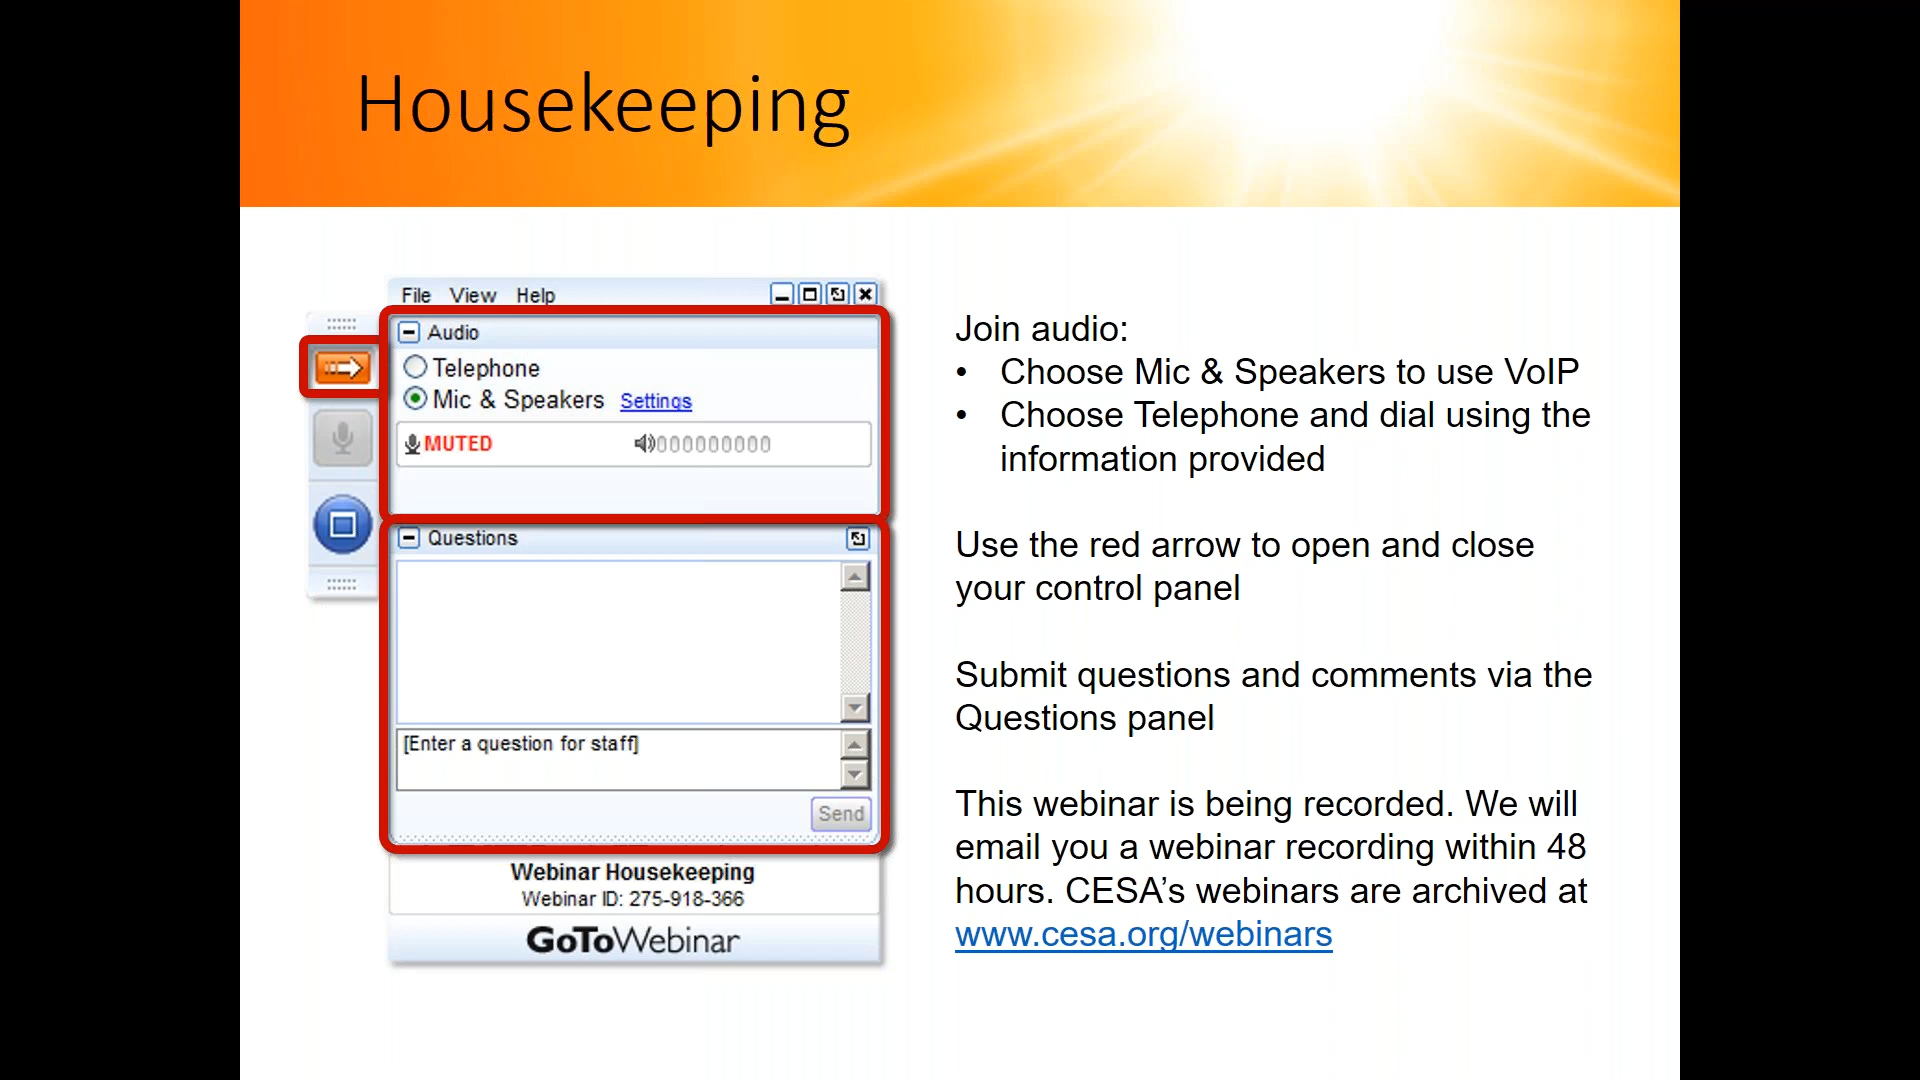 Housekeeping
File View Help
Audio
Telephone
Mic & Speakers Settings
MUTED 000000000
Questions
[Enter a question for staff]
Send
Webinar Housekeeping
Webinar ID: 275-918-366
GoToWebinar
Join audio:
• Choose Mic & Speakers to use VoIP
• Choose Telephone and dial using the
information provided
Use the red arrow to open and close
your control panel
Submit questions and comments via the
Questions panel
This webinar is being recorded. We will
email you a webinar recording within 48
hours. CESA’s webinars are archived at
www.cesa.org/webinars